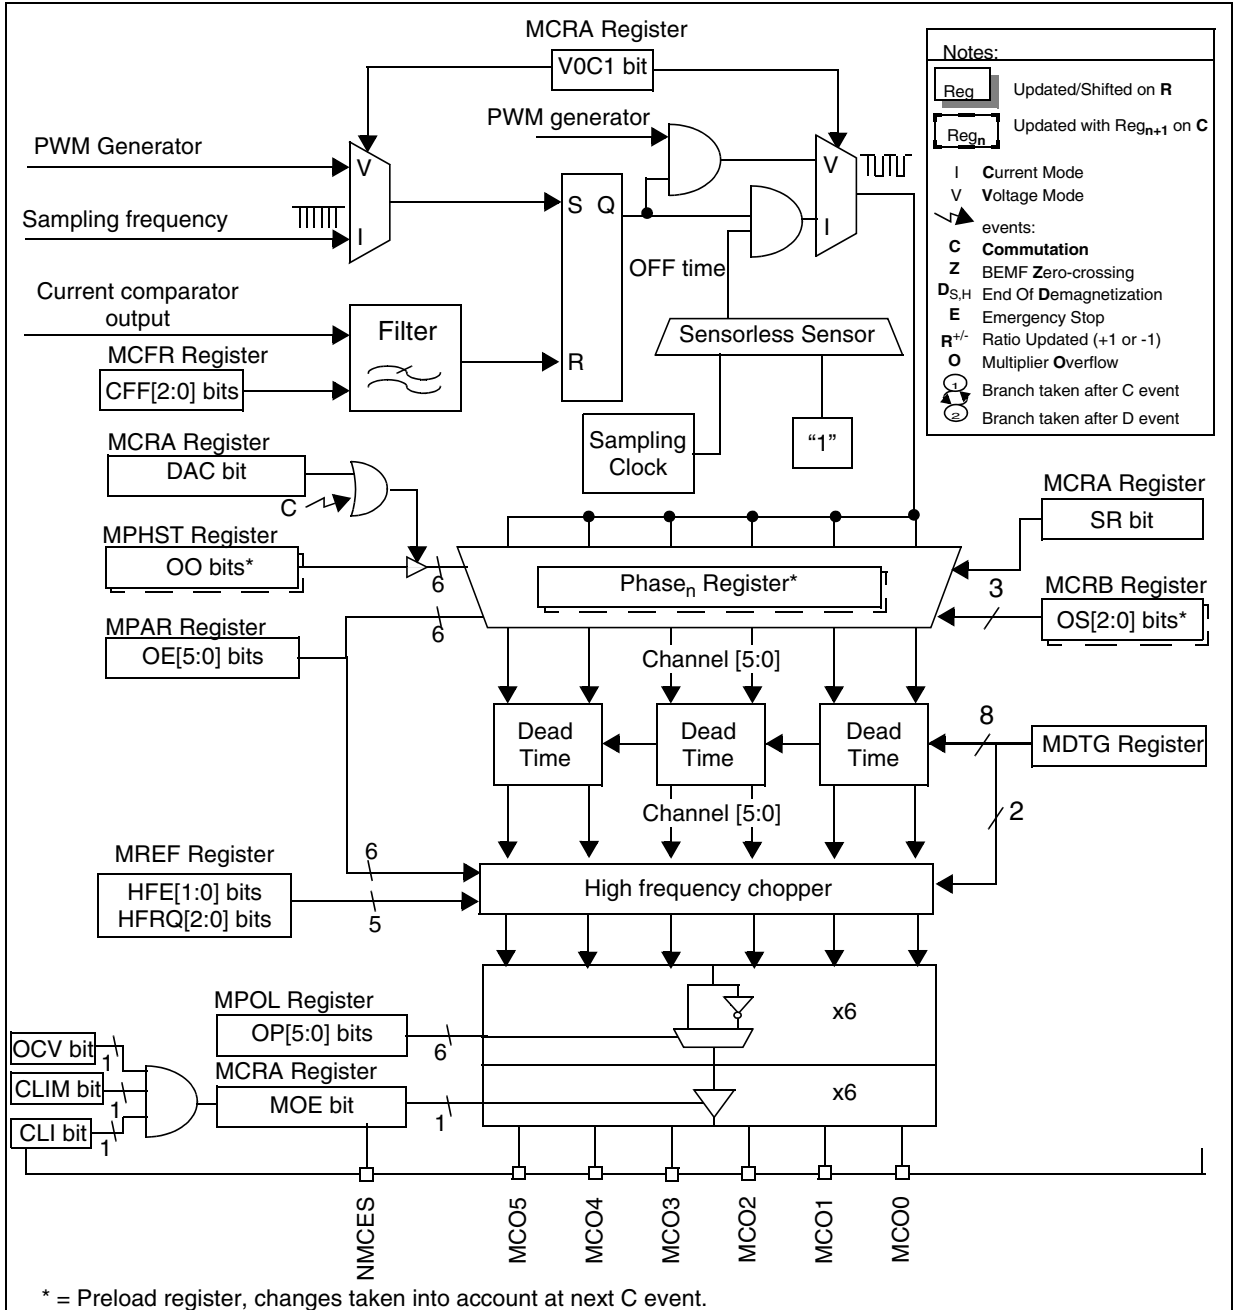 MCRA Register
V0C1 bit
PWM generator
PWM Generator
V
V
Sampling frequency
I
S Q
I
OFF time
Current comparator
output
Filter
Sensorless Sensor
MCFR Register
CFF[2:0] bits
R
Sampling
Clock
“1”
Notes:
Reg
Updated/Shifted on R
Regn
Updated with Regn+1 on C
I Current Mode
V Voltage Mode
events:
C Commutation
Z BEMF Zero-crossing
DS,H End Of Demagnetization
E Emergency Stop
R+/- Ratio Updated (+1 or -1)
O Multiplier Overflow
1
Branch taken after C event
2
Branch taken after D event
MCRA Register
DAC bit
C
MCRA Register
SR bit
MPHST Register
OO bits*
6
Phasen Register*
3
MCRB Register
OS[2:0] bits*
MPAR Register
OE[5:0] bits
6
Channel [5:0]
Dead
Time
Dead
Time
Dead
Time
8
MDTG Register
Channel [5:0]
2
MREF Register
HFE[1:0] bits
HFRQ[2:0] bits
6
5
High frequency chopper
MPOL Register
OP[5:0] bits
6
x6
OCV bit
1
CLIM bit
1
CLI bit
1
MCRA Register
MOE bit
1
x6
NMCES
MCO5
MCO4
MCO3
MCO2
MCO1
MCO0
* = Preload register, changes taken into account at next C event.